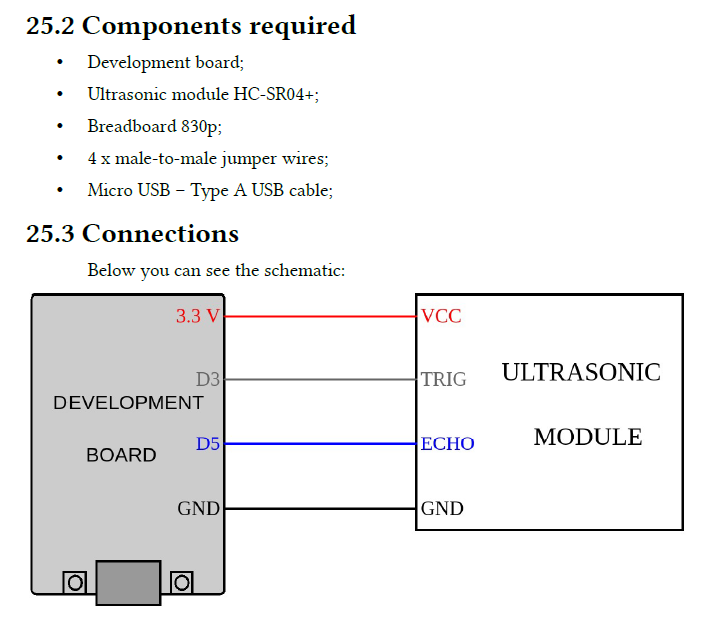 25.2 Components required
• Development board;
• Ultrasonic module HC-SR04+;
• Breadboard 830p;
• 4 x male-to-male jumper wires;
• Micro USB – Type A USB cable;
25.3 Connections
Below you can see the schematic:
3.3 V VCC
D3 TRIG ULTRASONIC
DEVELOPMENT
D5 ECHO MODULE
BOARD
GND GND